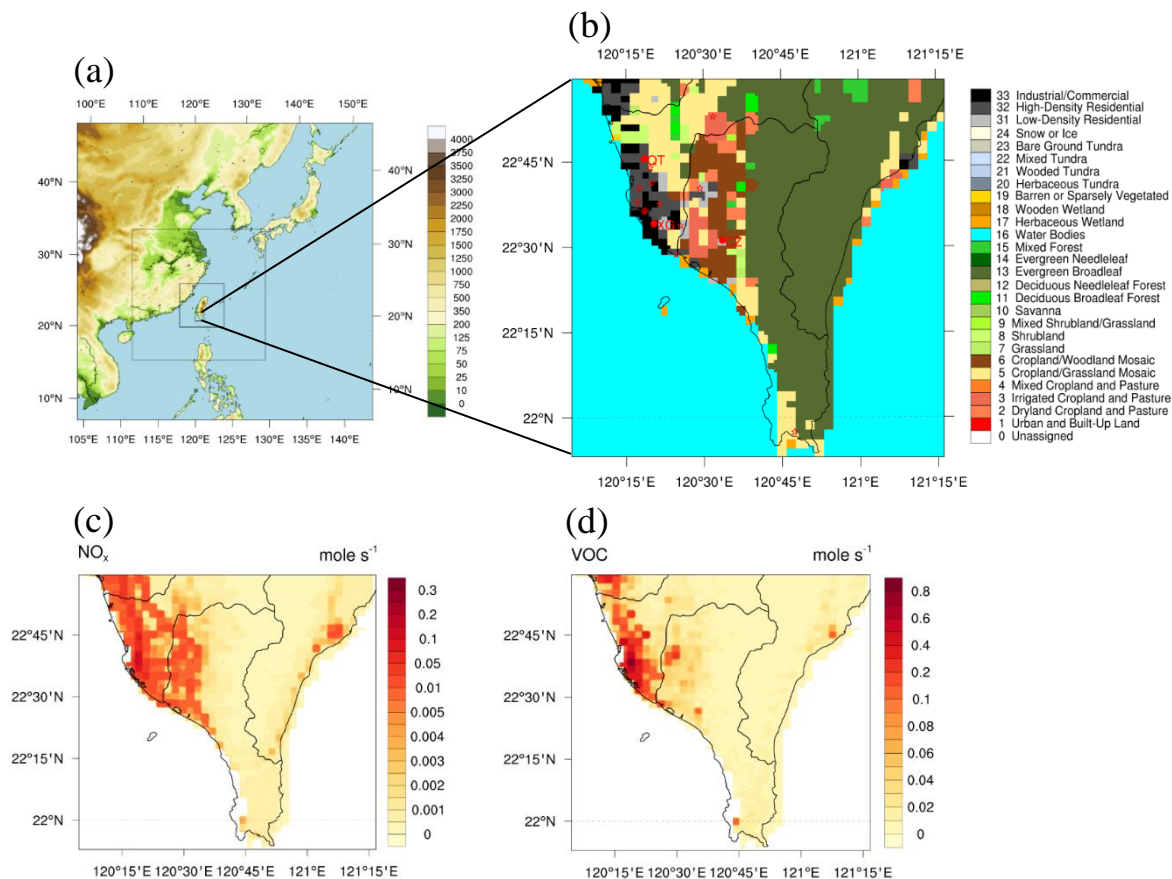 (a)
100°E 110°E 120°E 130°E 140°E 150°E
40°N
30°N
20°N
10°N
40°N
30°N
20°N
10°N
105°E 115°E 120°E 125°E 130°E 135°E 140°E
4000
3750
3500
3000
2500
2000
1500
1250
1000
750
500
350
200
125
75
50
25
10
0
(b)
120°15'E 120°30'E 120°45'E 121°E 121°15'E
22°45'N
22°30'N
22°15'N
22°N
QT
XG
120°15'E 120°30'E 120°45'E 121°E 121°15'E
33 Industrial/Commercial
32 High-Density Residential
31 Low-Density Residential
24 Snow or Ice
23 Bare Ground Tundra
22 Mixed Tundra
21 Wooded Tundra
20 Herbaceous Tundra
19 Barren or Sparsely Vegetated
18 Wooden Wetland
17 Herbaceous Wetland
16 Water Bodies
15 Mixed Forest
14 Evergreen Needleleaf
13 Evergreen Broadleaf
12 Deciduous Needleleaf Forest
11 Deciduous Broadleaf Forest
10 Savanna
9 Mixed Shrubland/Grassland
8 Shrubland
7 Grassland
6 Cropland/Woodland Mosaic
5 Cropland/Grassland Mosaic
4 Mixed Cropland and Pasture
3 Irrigated Cropland and Pasture
2 Dryland Cropland and Pasture
1 Urban and Built-Up Land
0 Unassigned
(c)
NOₓ mole s⁻¹
22°45'N
22°30'N
22°15'N
22°N
120°15'E 120°30'E 120°45'E 121°E 121°15'E
0.3
0.2
0.1
0.05
0.01
0.005
0.004
0.002
0.001
0
(d)
VOC mole s⁻¹
22°45'N
22°30'N
22°15'N
22°N
120°15'E 120°30'E 120°45'E 121°E 121°15'E
0.8
0.6
0.4
0.2
0.1
0.08
0.06
0.04
0.02
0